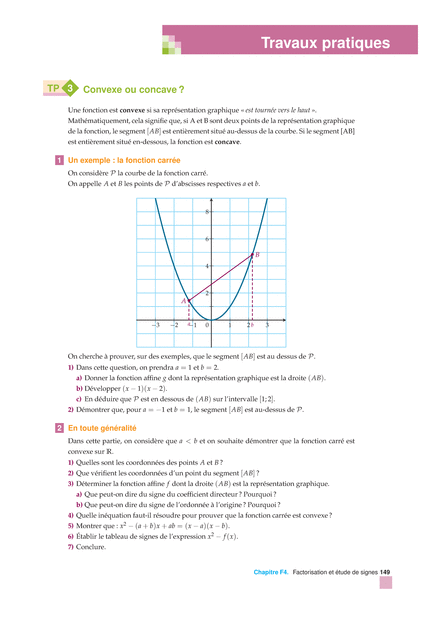 Travaux pratiques
TP 3 Convexe ou concave ?
Une fonction est convexe si sa représentation graphique « est tournée vers le haut ».
Mathématiquement, cela signifie que, si A et B sont deux points de la représentation graphique
de la fonction, le segment [AB] est entièrement situé au-dessus de la courbe. Si le segment [AB]
est entièrement situé en-dessous, la fonction est concave.
1 Un exemple : la fonction carrée
On considère P la courbe de la fonction carré.
On appelle A et B les points de P d'abscisses respectives a et b.
8
6
B
4
2
A
−3 −2 a −1 0 1 2 b 3
On cherche à prouver, sur des exemples, que le segment [AB] est au dessus de P.
1) Dans cette question, on prendra a = 1 et b = 2.
a) Donner la fonction affine g dont la représentation graphique est la droite (AB).
b) Développer (x − 1)(x − 2).
c) En déduire que P est en dessous de (AB) sur l'intervalle [1; 2].
2) Démontrer que, pour a = −1 et b = 1, le segment [AB] est au-dessus de P.
2 En toute généralité
Dans cette partie, on considère que a < b et on souhaite démontrer que la fonction carré est
convexe sur ℝ.
1) Quelles sont les coordonnées des points A et B ?
2) Que vérifient les coordonnées d'un point du segment [AB] ?
3) Déterminer la fonction affine f dont la droite (AB) est la représentation graphique.
a) Que peut-on dire du signe du coefficient directeur ? Pourquoi ?
b) Que peut-on dire du signe de l'ordonnée à l'origine ? Pourquoi ?
4) Quelle inéquation faut-il résoudre pour prouver que la fonction carrée est convexe ?
5) Montrer que : x² − (a + b)x + ab = (x − a)(x − b).
6) Établir le tableau de signes de l'expression x² − f(x).
7) Conclure.
Chapitre F4. Factorisation et étude de signes 149